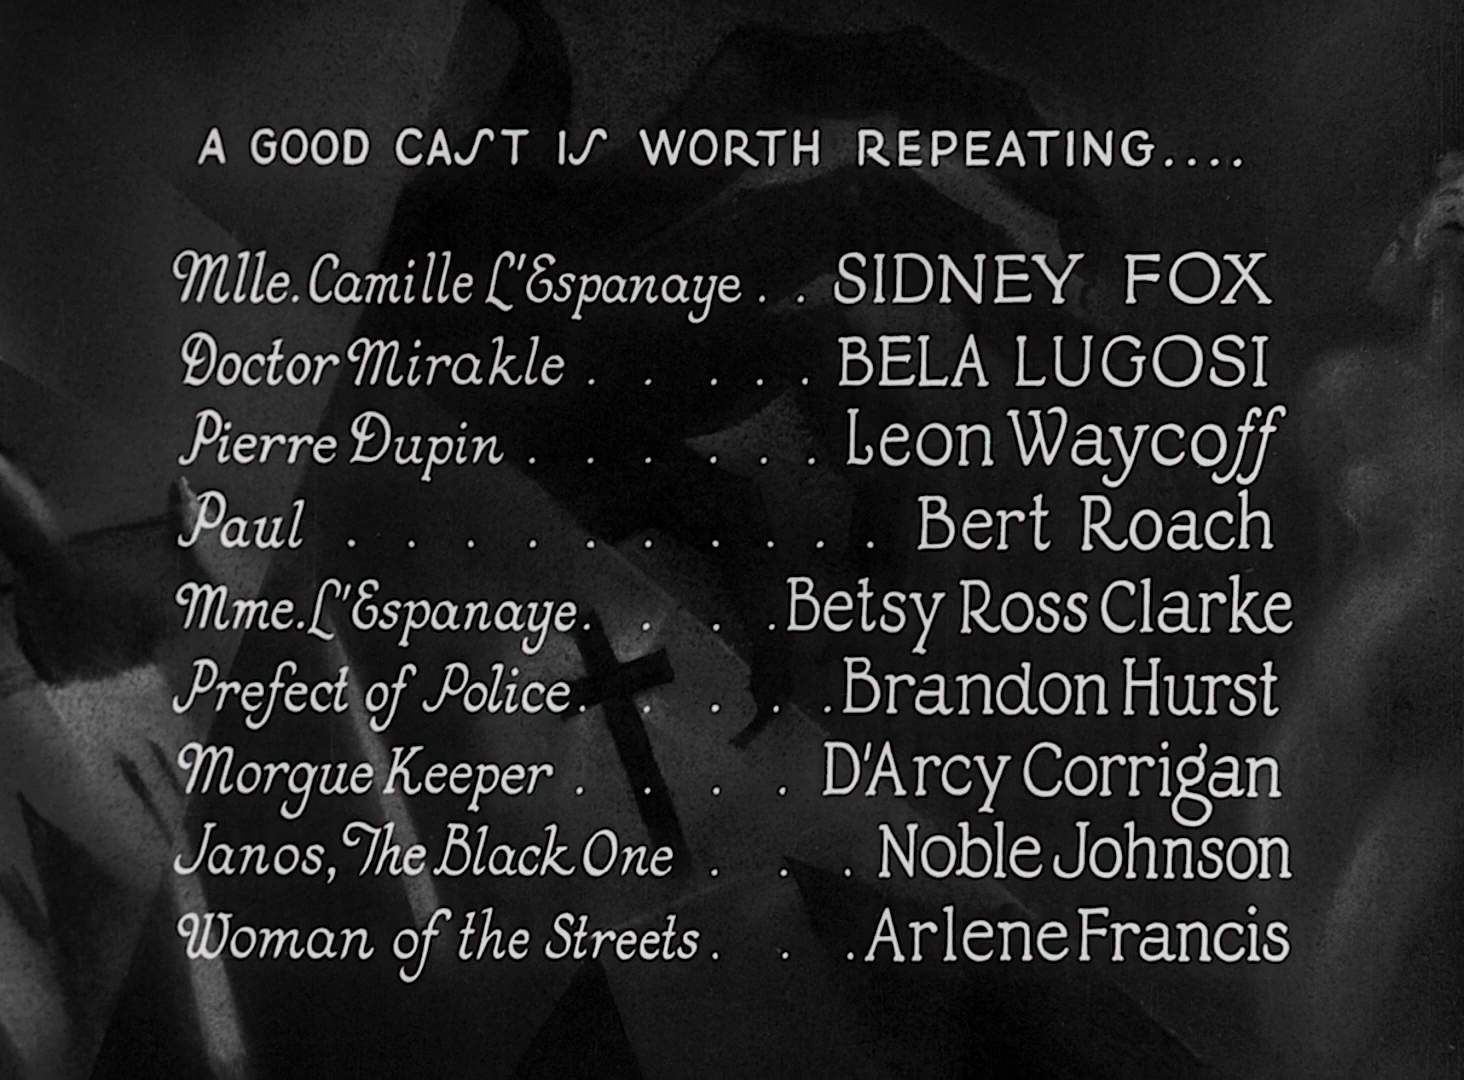 A GOOD CAST IS WORTH REPEATING....
Mlle. Camille L'Espanaye . . SIDNEY FOX
Doctor Mirakle . . . . . BELA LUGOSI
Pierre Dupin . . . . . . Leon Waycoff
Paul . . . . . . . . . . Bert Roach
Mme. L'Espanaye. . . . Betsy Ross Clarke
Prefect of Police. . . . . Brandon Hurst
Morgue Keeper . . . . D'Arcy Corrigan
Janos, The Black One . . . Noble Johnson
Woman of the Streets. . . Arlene Francis